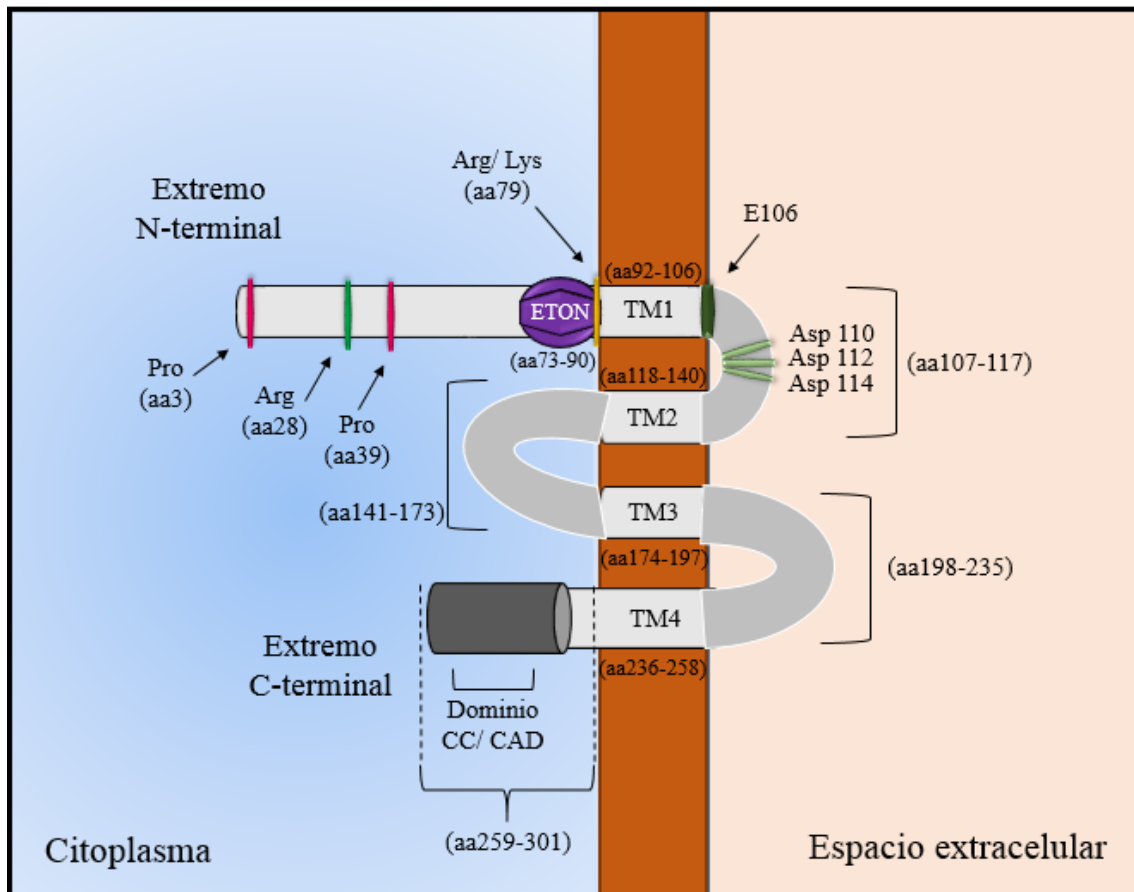 Arg/ Lys
(aa79)
Extremo
N-terminal
E106
(aa92-106)
ETON
TM1
Asp 110
Asp 112
Asp 114
(aa107-117)
Pro
(aa3)
Arg
(aa28)
Pro
(aa39)
(aa73-90)
(aa118-140)
TM2
(aa141-173)
TM3
(aa174-197)
(aa198-235)
TM4
(aa236-258)
Extremo
C-terminal
Dominio
CC/ CAD
(aa259-301)
Citoplasma
Espacio extracelular